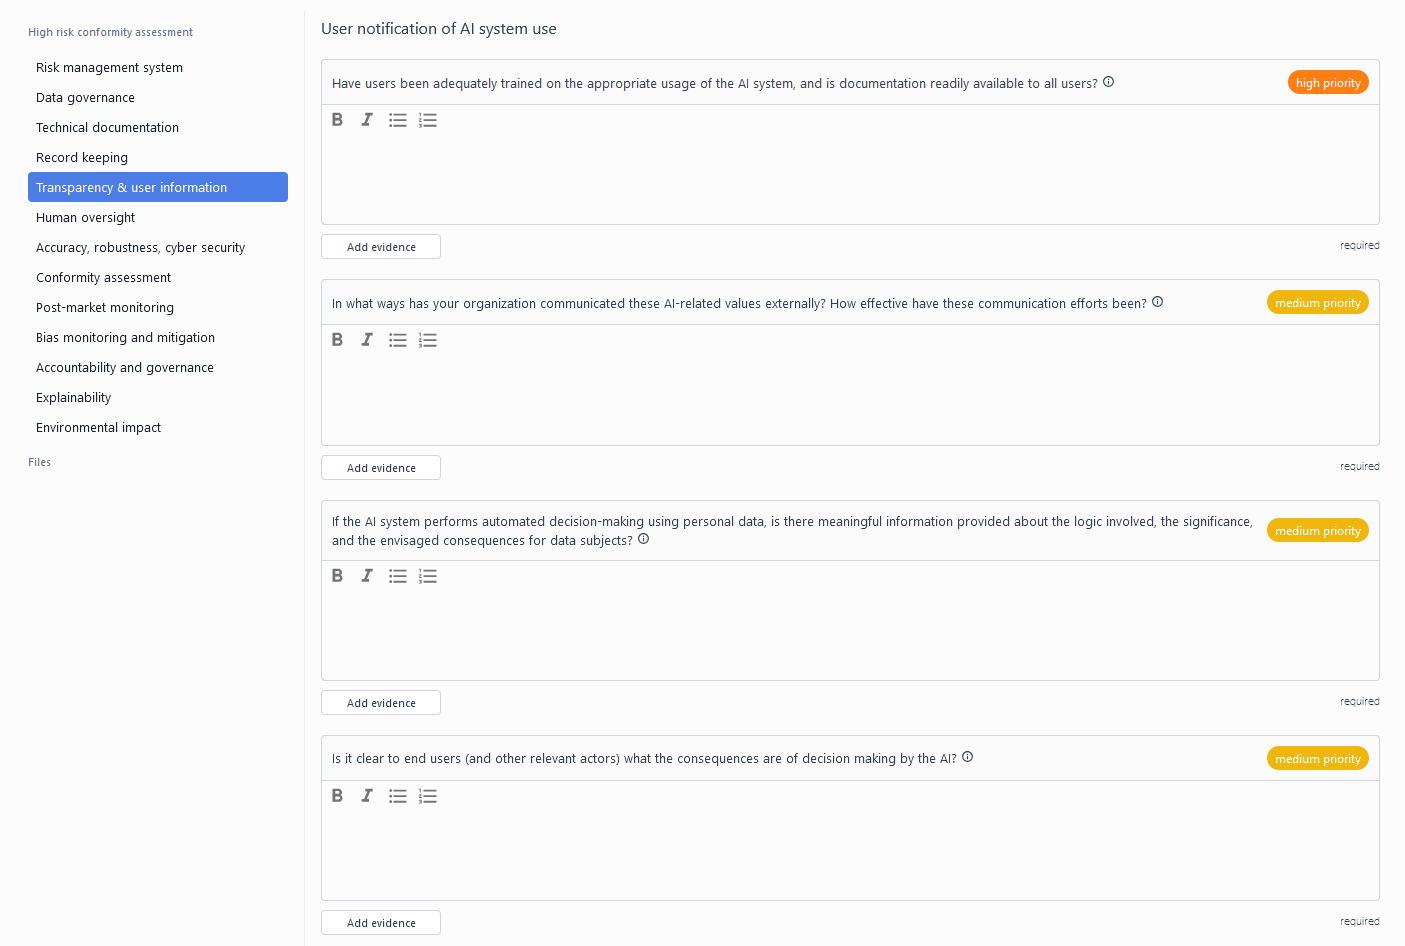 High risk conformity assessment
Risk management system
Data governance
Technical documentation
Record keeping
Transparency & user information
Human oversight
Accuracy, robustness, cyber security
Conformity assessment
Post-market monitoring
Bias monitoring and mitigation
Accountability and governance
Explainability
Environmental impact
Files
User notification of AI system use
Have users been adequately trained on the appropriate usage of the AI system, and is documentation readily available to all users?
high priority
Add evidence
required
In what ways has your organization communicated these AI-related values externally? How effective have these communication efforts been?
medium priority
Add evidence
required
If the AI system performs automated decision-making using personal data, is there meaningful information provided about the logic involved, the significance,
and the envisaged consequences for data subjects?
medium priority
Add evidence
required
Is it clear to end users (and other relevant actors) what the consequences are of decision making by the AI?
medium priority
Add evidence
required